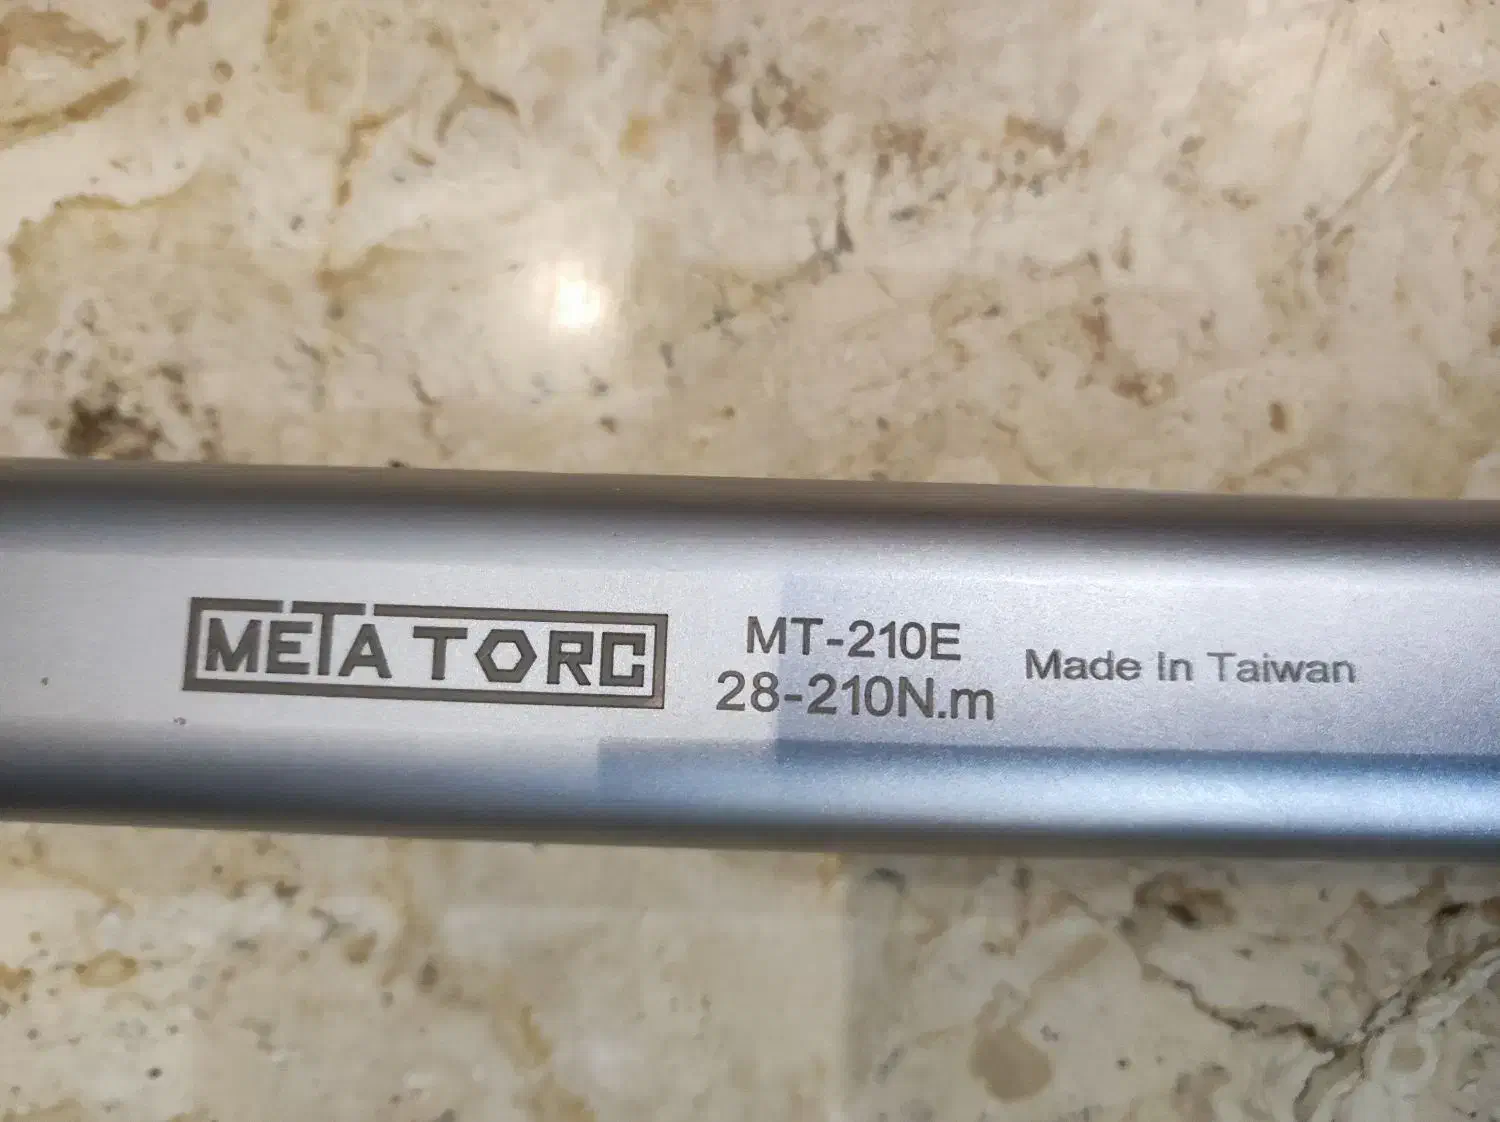 META TORC
MT-210E
28-210N.m
Made In Taiwan